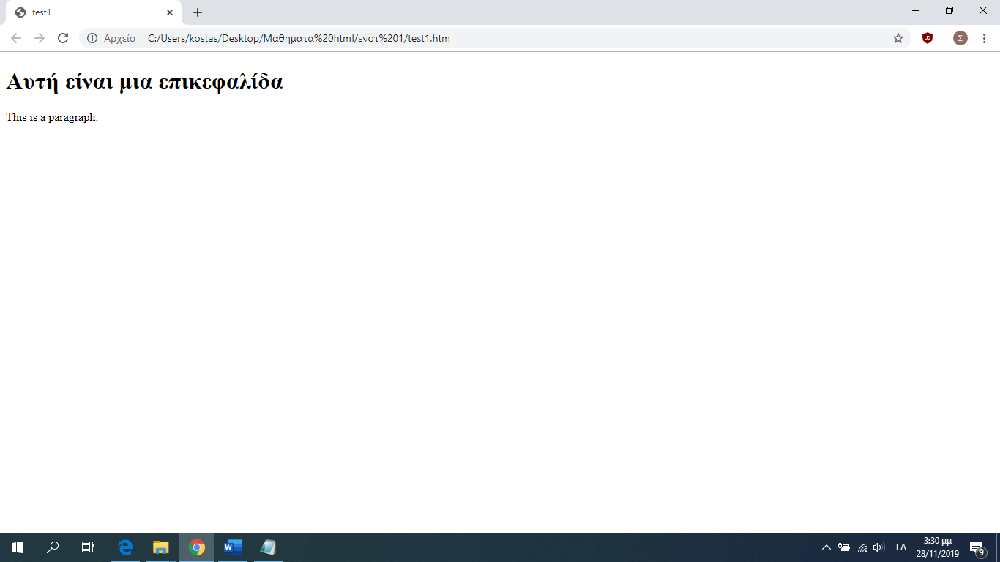 test1
Αρχείο
C:/Users/kostas/Desktop/Μαθηματα%20html/ενοτ%201/test1.htm
Σ
Αυτή είναι μια επικεφαλίδα
This is a paragraph.
ΕΛ
3:30 μμ
28/11/2019
9